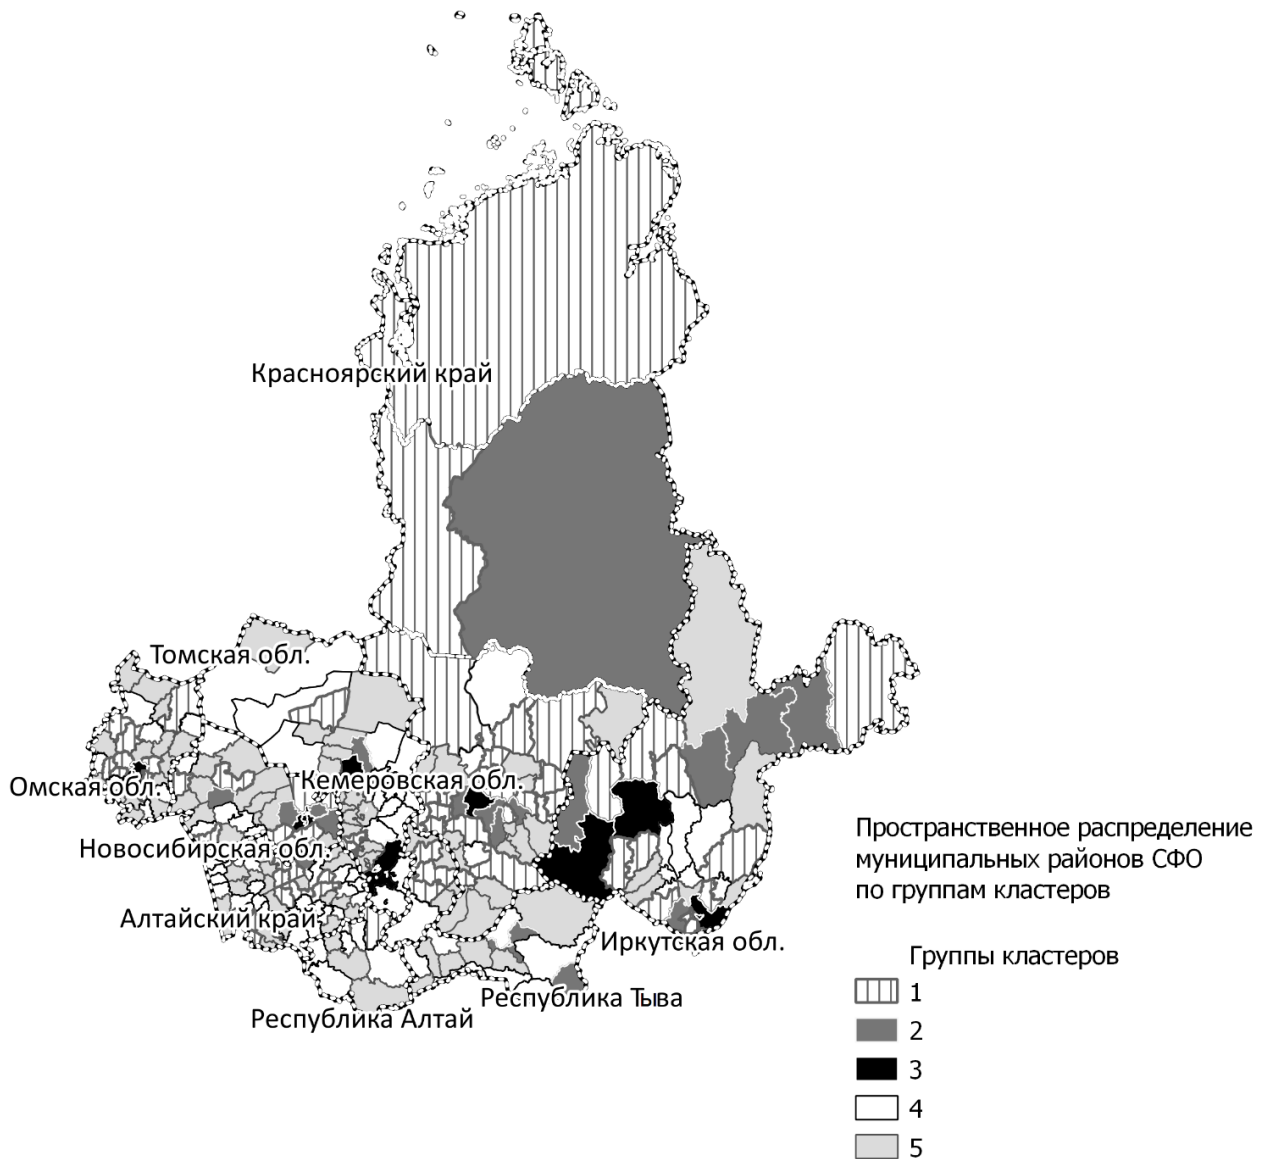 Красноярский край
Томская обл.
Омская обл.
Кемеровская обл.
Новосибирская обл.
Алтайский край
Иркутская обл.
Республика Тыва
Республика Алтай
Пространственное распределение
муниципальных районов СФО
по группам кластеров
Группы кластеров
1
2
3
4
5